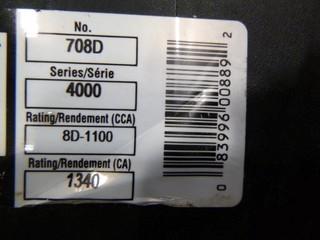 No.
708D
Series/Série
4000
Rating/Rendement (CCA)
8D-1100
Rating/Rendement (CA)
1340
0 83996 00889 2